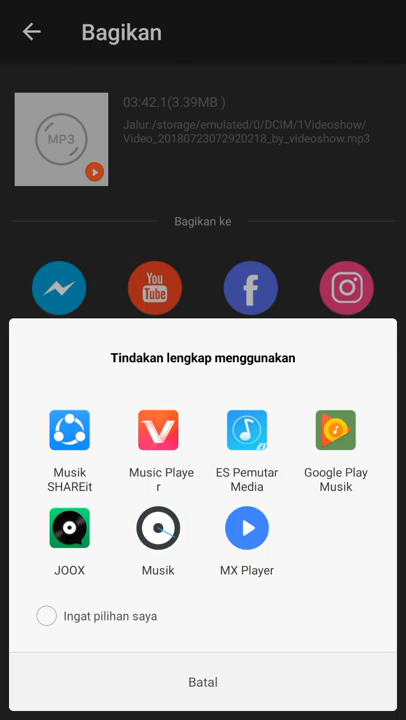 Bagikan
03:42.1(3.39MB )
Jalur:/storage/emulated/0/DCIM/1Videoshow/
Video_20180723072920218_by_videoshow.mp3
MP3
Bagikan ke
You
Tube
Tindakan lengkap menggunakan
Musik
SHAREit
Music Playe
r
ES Pemutar
Media
Google Play
Musik
JOOX
Musik
MX Player
Ingat pilihan saya
Batal